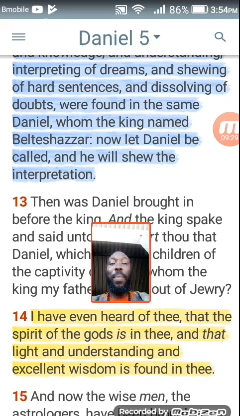 Bmobile 86% 3:54PM
Daniel 5
and knowledge, and understanding,
interpreting of dreams, and shewing
of hard sentences, and dissolving of
doubts, were found in the same
Daniel, whom the king named
Belteshazzar: now let Daniel be
called, and he will shew the
interpretation.
09:29
13 Then was Daniel brought in
before the king. And the king spake
and said unto rt thou that
Daniel, which children of
the captivity whom the
king my fathe out of Jewry?
14 I have even heard of thee, that the
spirit of the gods is in thee, and that
light and understanding and
excellent wisdom is found in thee.
15 And now the wise men, the
astrologers, have
Recorded by Mobizen